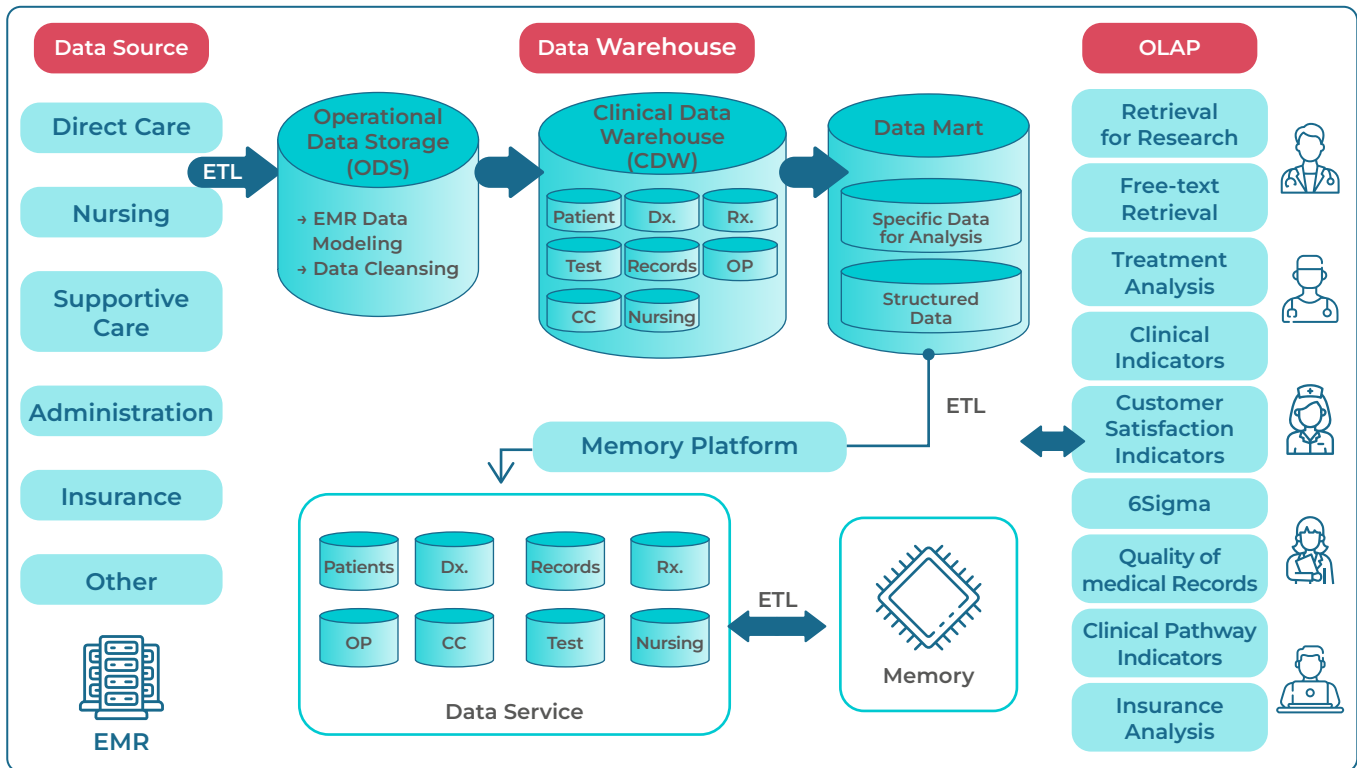 Data Source
Direct Care
Nursing
Supportive
Care
Administration
Insurance
Other
EMR
ETL
Data Warehouse
Operational
Data Storage
(ODS)
→ EMR Data
Modeling
→ Data Cleansing
Clinical Data
Warehouse
(CDW)
Patient Dx. Rx.
Test Records OP
CC Nursing
Data Mart
Specific Data
for Analysis
Structured
Data
ETL
Memory Platform
Patients Dx. Records Rx.
OP CC Test Nursing
Data Service
ETL
Memory
OLAP
Retrieval
for Research
Free-text
Retrieval
Treatment
Analysis
Clinical
Indicators
Customer
Satisfaction
Indicators
6Sigma
Quality of
medical Records
Clinical Pathway
Indicators
Insurance
Analysis